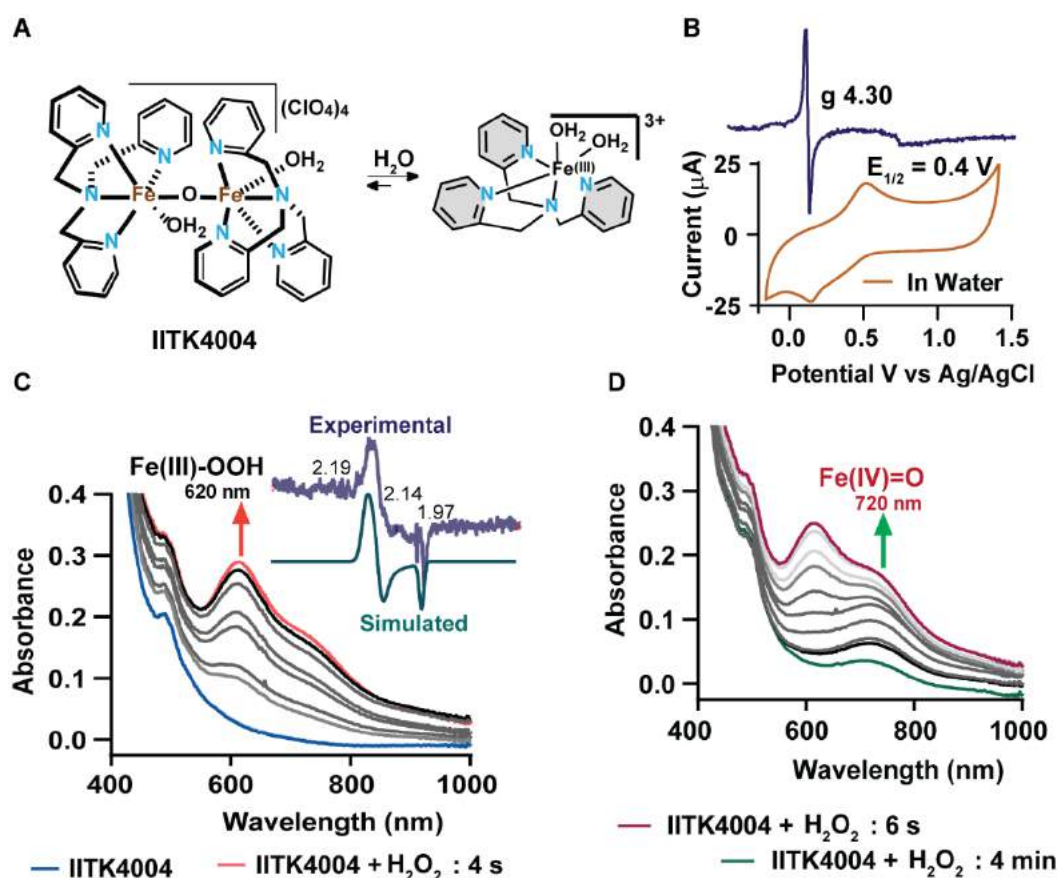 A
(ClO₄)₄
N
N
N
N
OH₂
Fe
O
Fe
N
N
OH₂
N
N
IITK4004
H₂O
3+
OH₂
OH₂
N
Fe(III)
N
N
N
B
g 4.30
E₁/₂ = 0.4 V
Current (μA)
25
0
-25
In Water
0.0 0.5 1.0 1.5
Potential V vs Ag/AgCl
C
Experimental
Fe(III)-OOH
620 nm
2.19
2.14
1.97
Simulated
Absorbance
0.4
0.3
0.2
0.1
0.0
400 600 800 1000
Wavelength (nm)
IITK4004
IITK4004 + H₂O₂ : 4 s
D
Fe(IV)=O
720 nm
Absorbance
0.4
0.3
0.2
0.1
0.0
400 600 800 1000
Wavelength (nm)
IITK4004 + H₂O₂ : 6 s
IITK4004 + H₂O₂ : 4 min